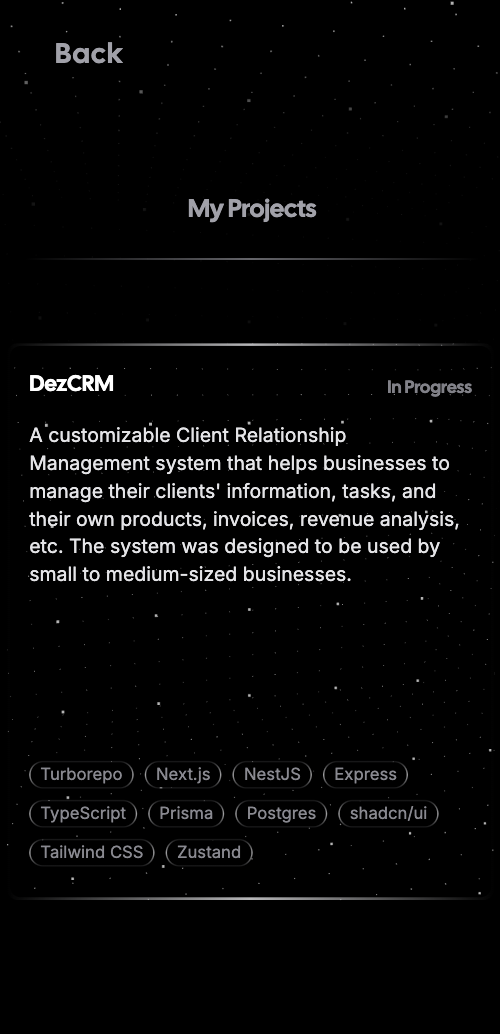 Back
My Projects
DezCRM
In Progress
A customizable Client Relationship
Management system that helps businesses to
manage their clients' information, tasks, and
their own products, invoices, revenue analysis,
etc. The system was designed to be used by
small to medium-sized businesses.
Turborepo Next.js NestJS Express
TypeScript Prisma Postgres shadcn/ui
Tailwind CSS Zustand